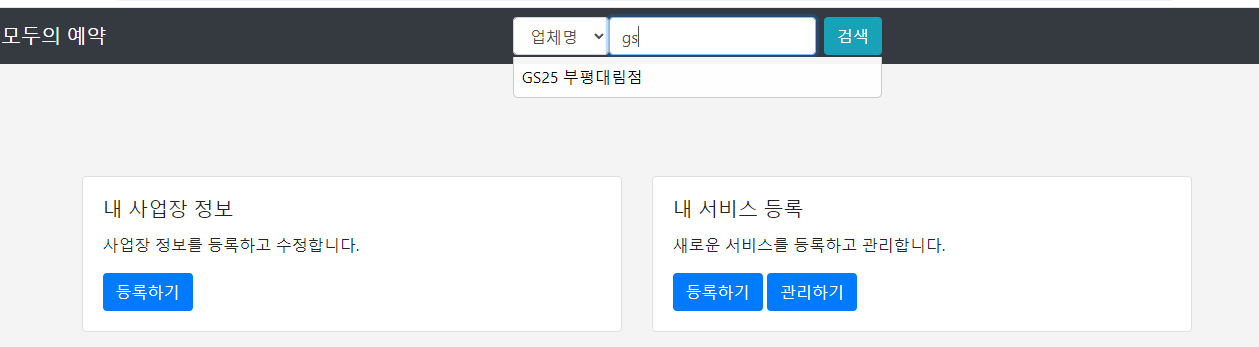 모두의 예약 업체명 gs 검색
GS25 부평대림점
내 사업장 정보
사업장 정보를 등록하고 수정합니다.
등록하기
내 서비스 등록
새로운 서비스를 등록하고 관리합니다.
등록하기 관리하기